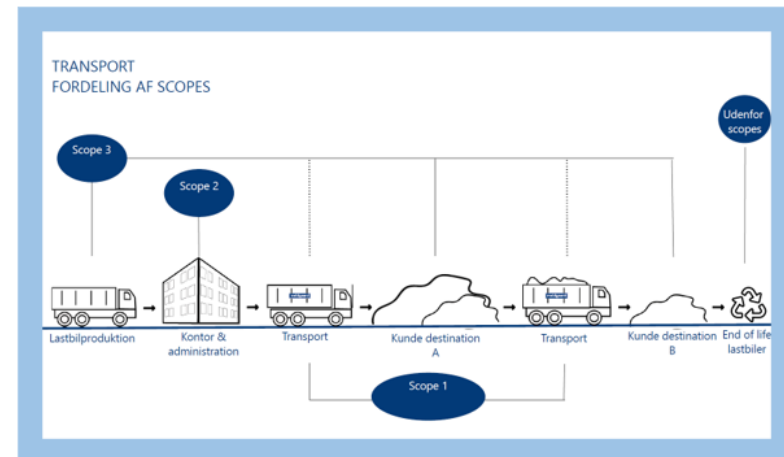 TRANSPORT
FORDELING AF SCOPES
Udenfor
scopes
Scope 3
Scope 2
Lastbilproduktion
Kontor &
administration
Transport
Kunde destination
A
Transport
Kunde destination
B
End of life
lastbiler
Scope 1